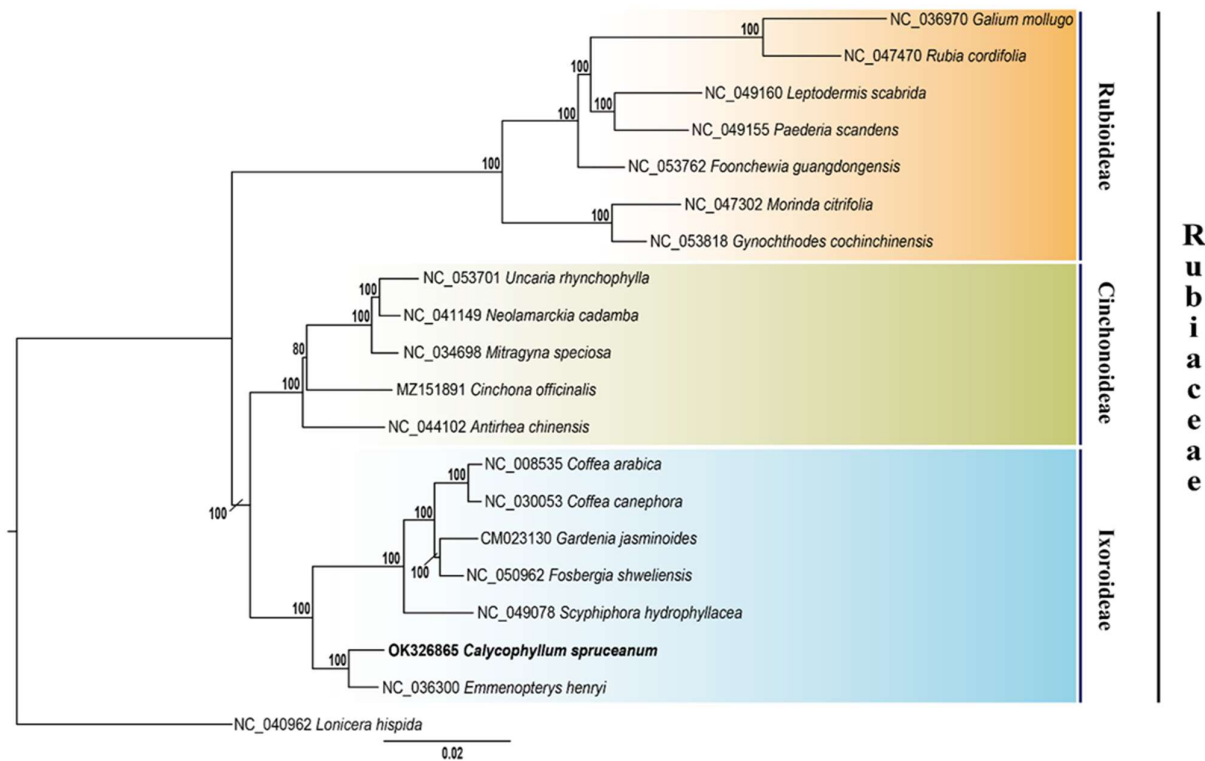 100
NC_036970 Galium mollugo
NC_047470 Rubia cordifolia
100
100
NC_049160 Leptodermis scabrida
NC_049155 Paederia scandens
100
NC_053762 Foonchewia guangdongensis
100
100
NC_047302 Morinda citrifolia
NC_053818 Gynochthodes cochinchinensis
Rubioideae
100
NC_053701 Uncaria rhynchophylla
100
NC_041149 Neolamarckia cadamba
NC_034698 Mitragyna speciosa
80
100
MZ151891 Cinchona officinalis
NC_044102 Antirhea chinensis
Cinchonoideae
100
100
NC_008535 Coffea arabica
NC_030053 Coffea canephora
100
CM023130 Gardenia jasminoides
100
100
NC_050962 Fosbergia shweliensis
NC_049078 Scyphiphora hydrophyllacea
100
100
OK326865 Calycophyllum spruceanum
NC_036300 Emmenopterys henryi
Ixoroideae
Rubiaceae
NC_040962 Lonicera hispida
0.02